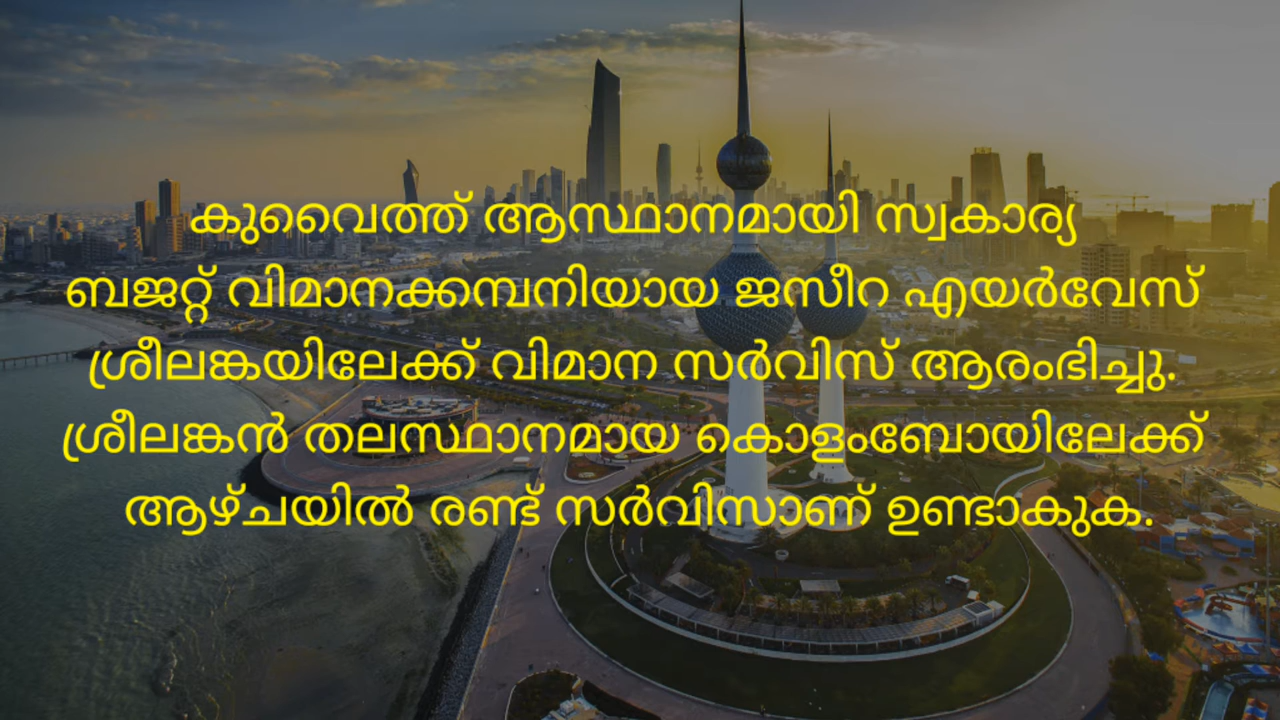 കുവൈത്ത് ആസ്ഥാനമായി സ്വകാര്യ
ബജറ്റ് വിമാനക്കമ്പനിയായ ജസീറ എയർവേസ്
ശ്രീലങ്കയിലേക്ക് വിമാന സർവിസ് ആരംഭിച്ചു.
ശ്രീലങ്കൻ തലസ്ഥാനമായ കൊളംബോയിലേക്ക്
ആഴ്ചയിൽ രണ്ട് സർവിസാണ് ഉണ്ടാകുക.